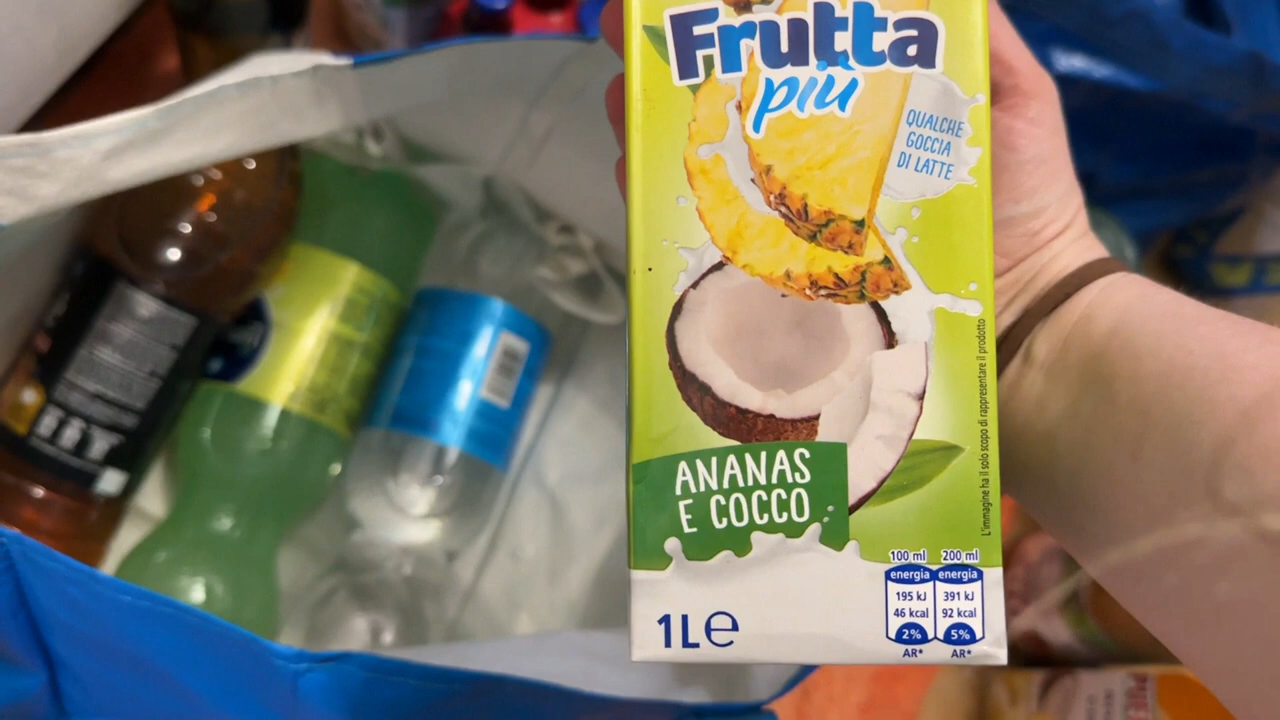 Frutta
più
QUALCHE
GOCCIA
DI LATTE
L'immagine ha il solo scopo di rappresentare il prodotto
ANANAS
E COCCO
1L℮
100 ml 200 ml
energia energia
195 kJ 391 kJ
46 kcal 92 kcal
2% 5%
AR* AR*